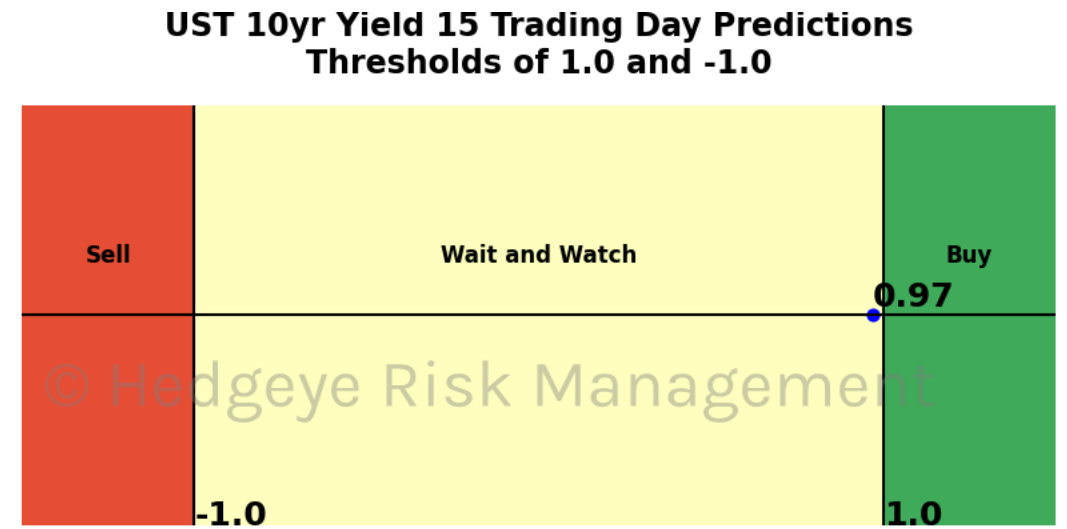 UST 10yr Yield 15 Trading Day Predictions
Thresholds of 1.0 and -1.0
Sell
Wait and Watch
Buy
0.97
© Hedgeye Risk Management
-1.0
1.0